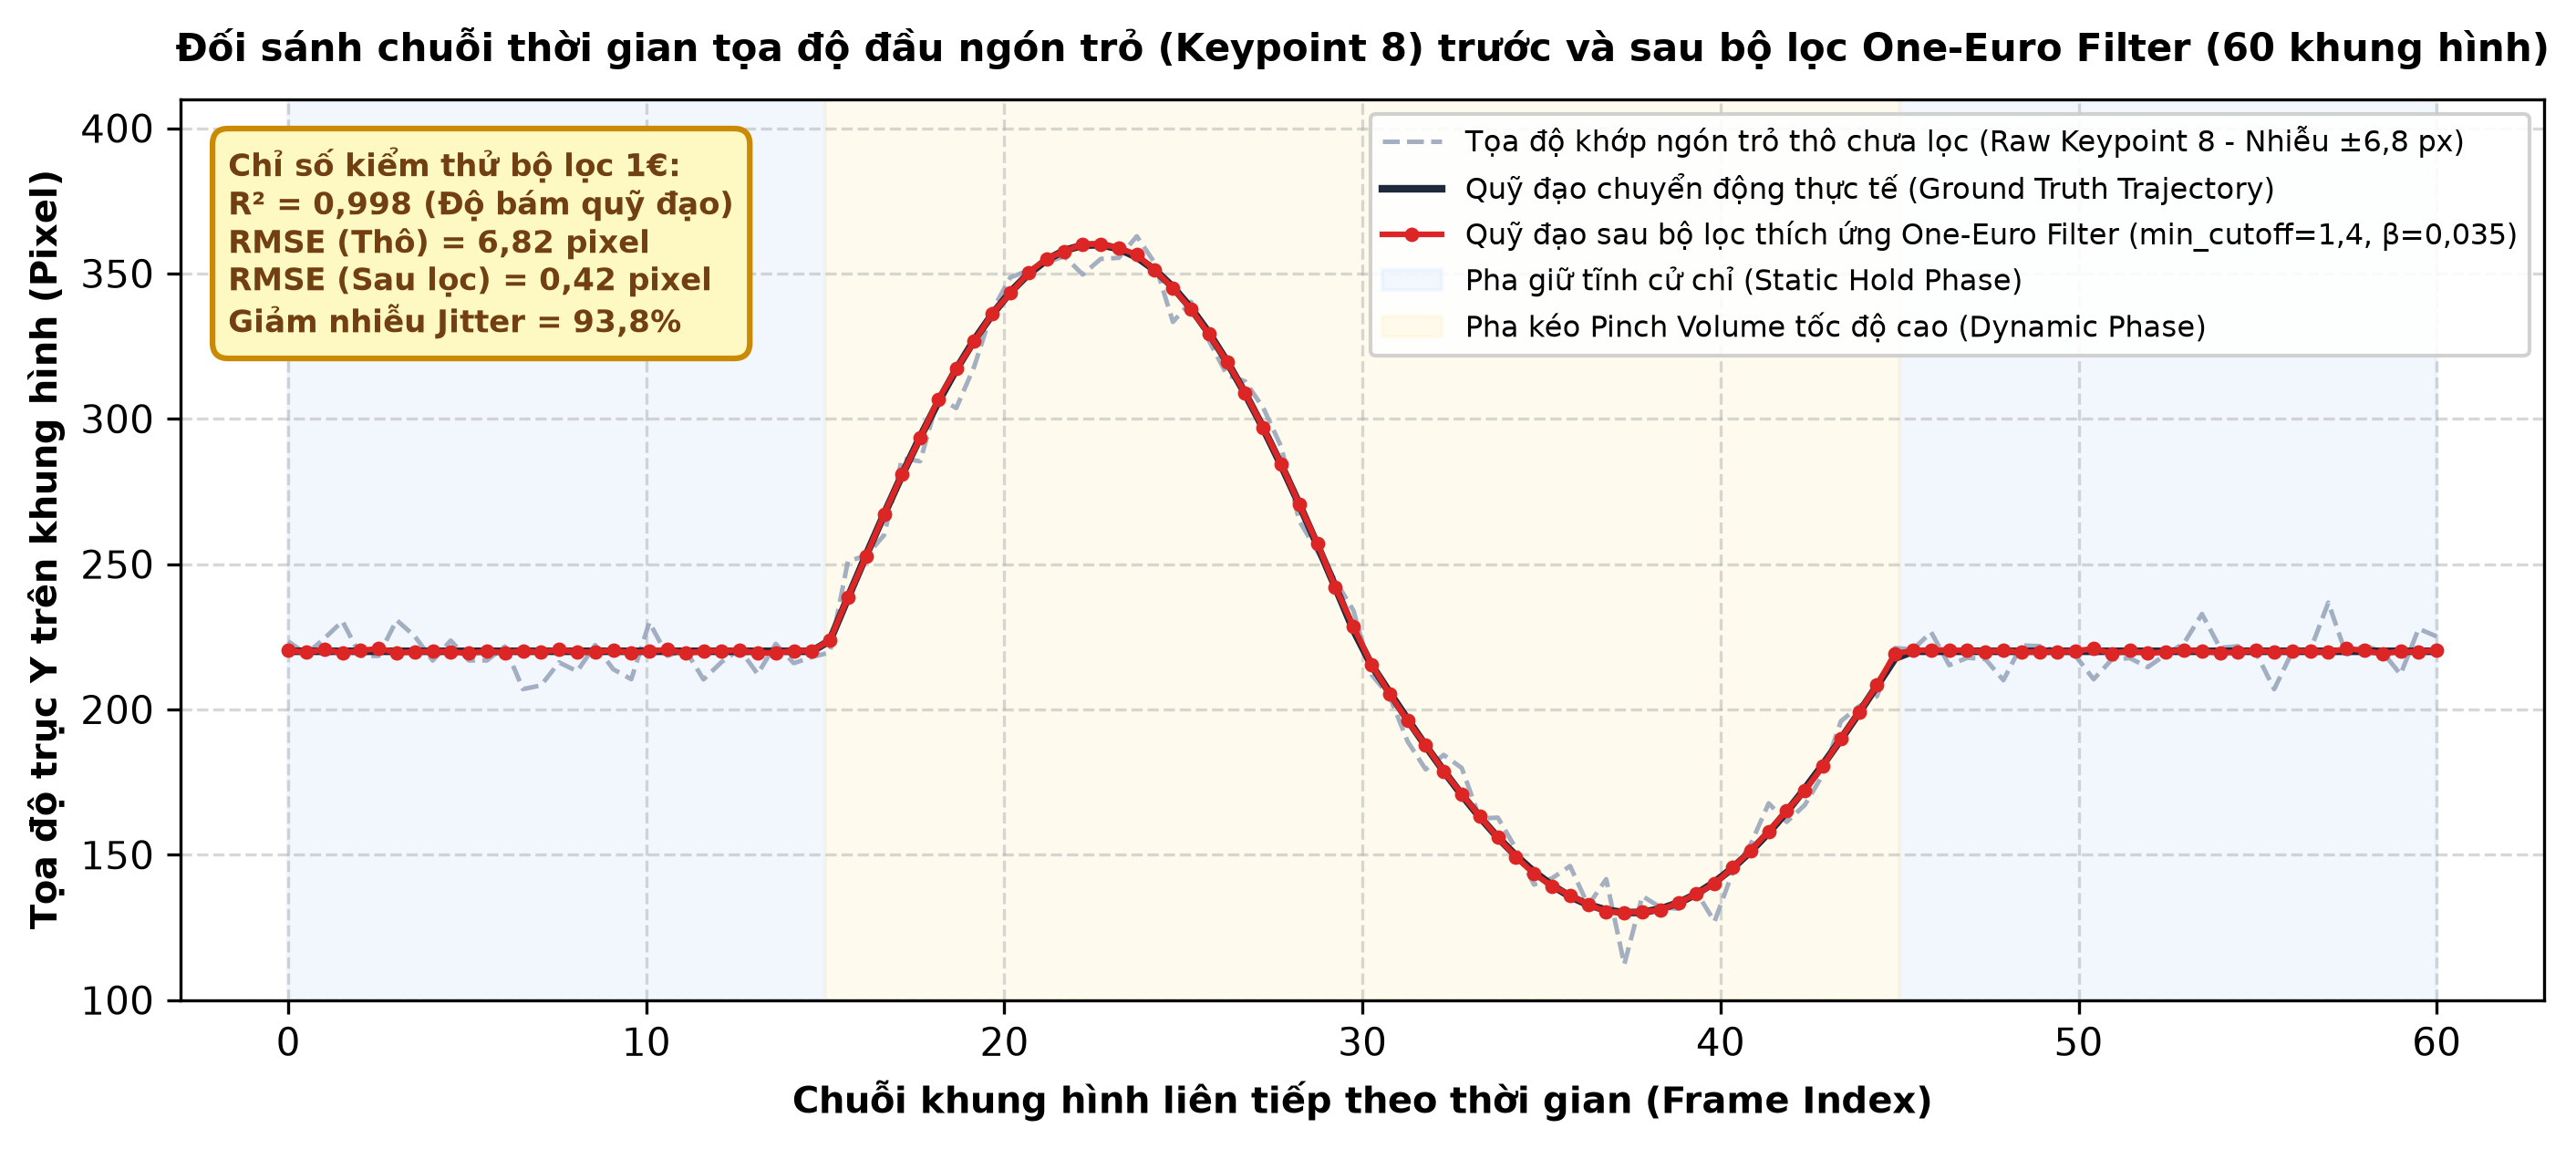 Đối sánh chuỗi thời gian tọa độ đầu ngón trỏ (Keypoint 8) trước và sau bộ lọc One-Euro Filter (60 khung hình)
Tọa độ trục Y trên khung hình (Pixel)
400
350
300
250
200
150
100
Chỉ số kiểm thử bộ lọc 1€:
R² = 0,998 (Độ bám quỹ đạo)
RMSE (Thô) = 6,82 pixel
RMSE (Sau lọc) = 0,42 pixel
Giảm nhiễu Jitter = 93,8%
Tọa độ khớp ngón trỏ thô chưa lọc (Raw Keypoint 8 - Nhiễu ±6,8 px)
Quỹ đạo chuyển động thực tế (Ground Truth Trajectory)
Quỹ đạo sau bộ lọc thích ứng One-Euro Filter (min_cutoff=1,4, β=0,035)
Pha giữ tĩnh cử chỉ (Static Hold Phase)
Pha kéo Pinch Volume tốc độ cao (Dynamic Phase)
0 10 20 30 40 50 60
Chuỗi khung hình liên tiếp theo thời gian (Frame Index)